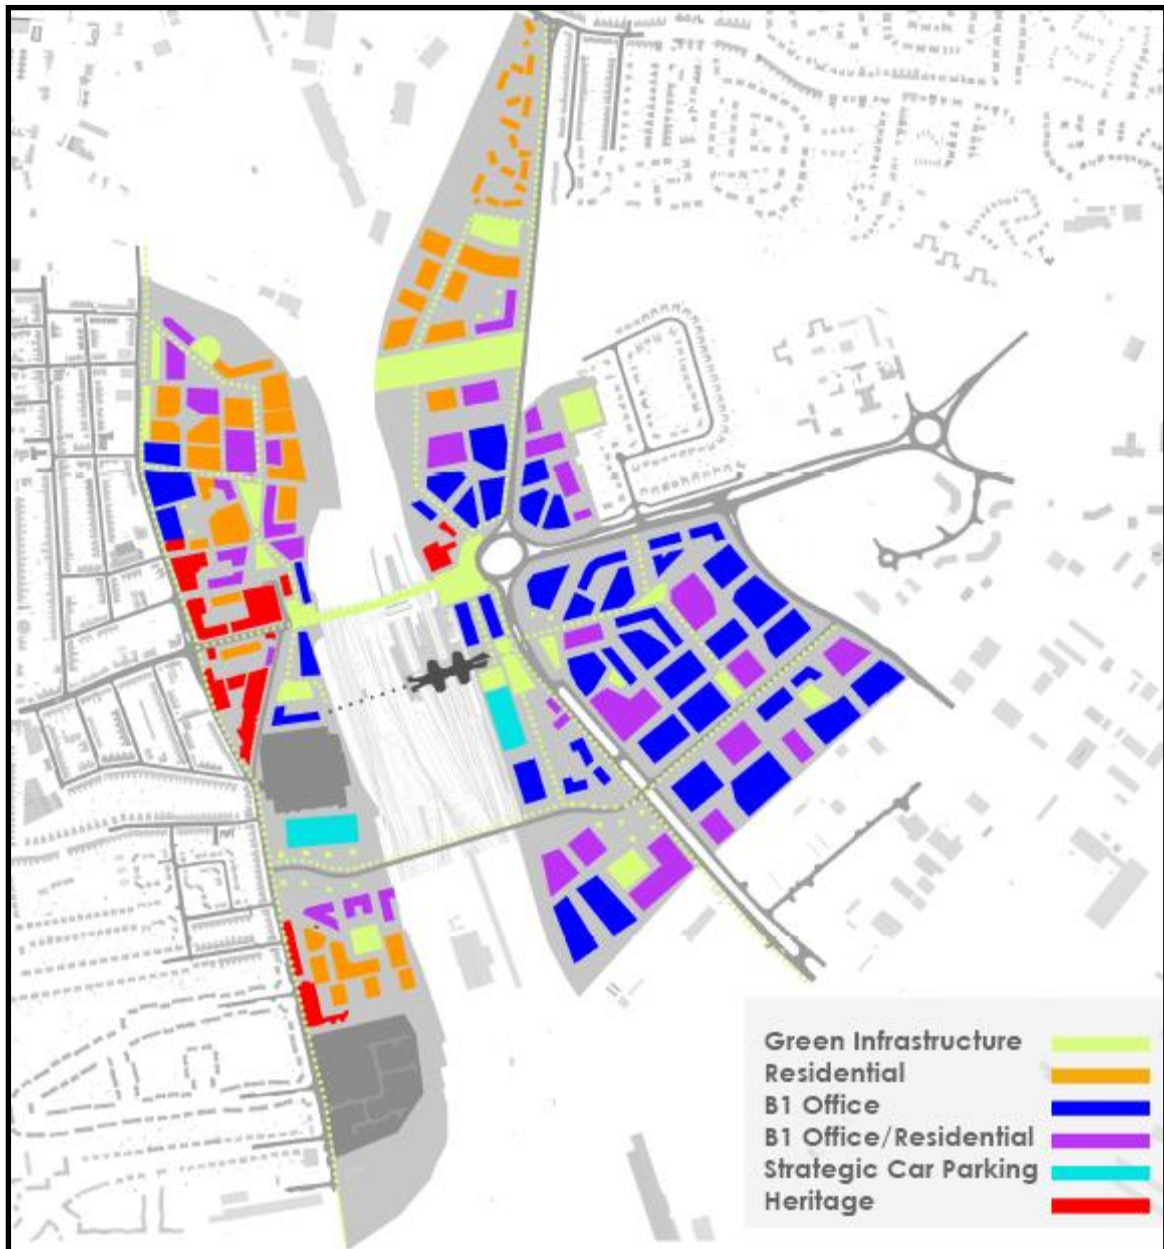 Green Infrastructure
Residential
B1 Office
B1 Office/Residential
Strategic Car Parking
Heritage